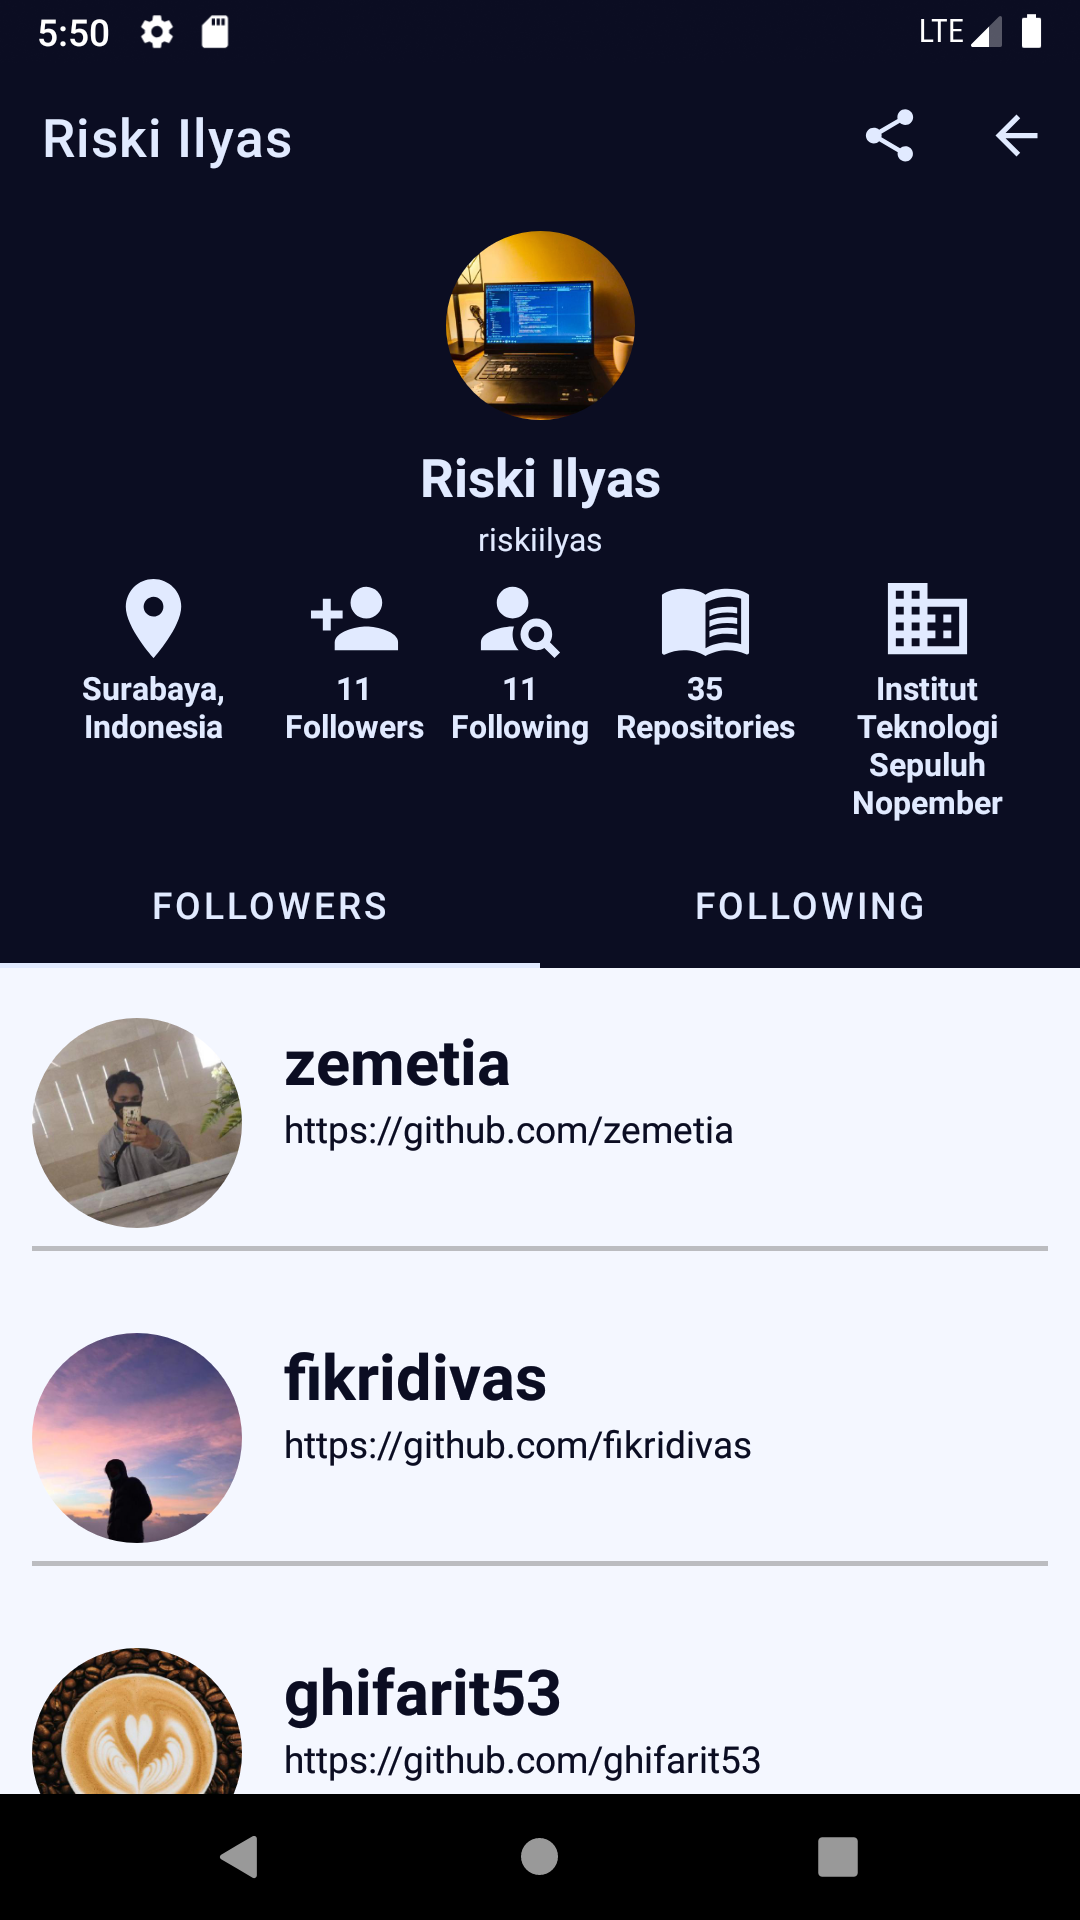 5:50
LTE
Riski Ilyas
Riski Ilyas
riskiilyas
Surabaya,
Indonesia
11
Followers
11
Following
35
Repositories
Institut
Teknologi
Sepuluh
Nopember
FOLLOWERS
FOLLOWING
zemetia
https://github.com/zemetia
fikridivas
https://github.com/fikridivas
ghifarit53
https://github.com/ghifarit53